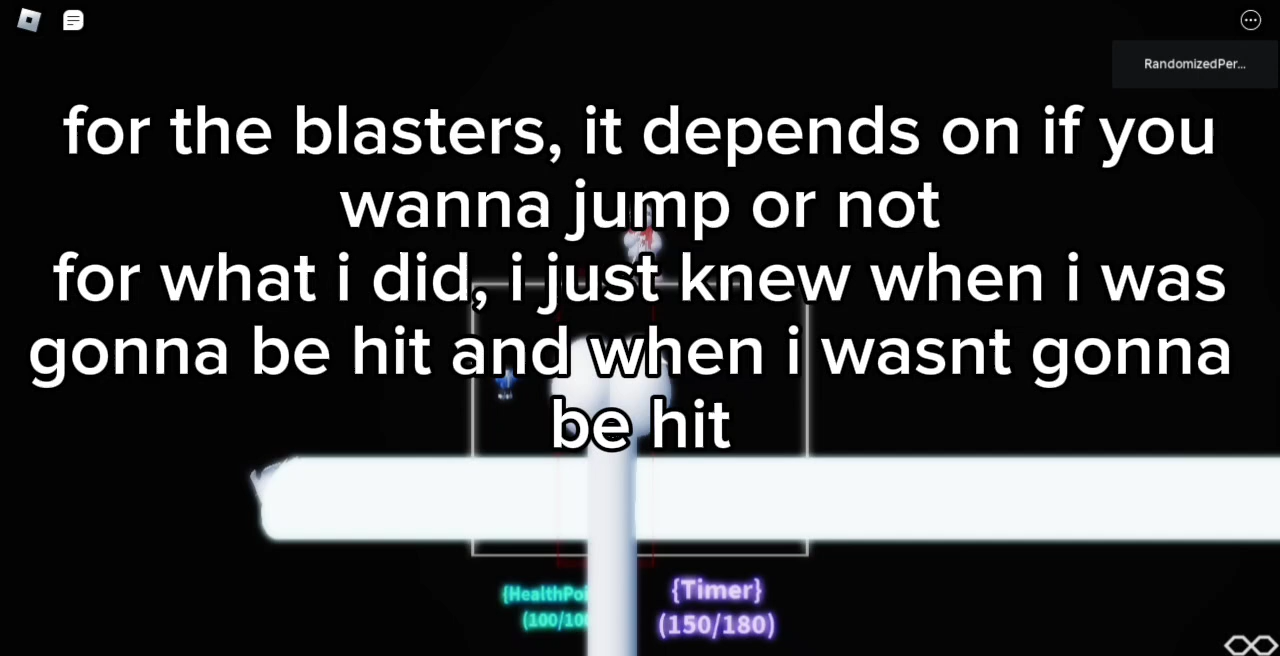 RandomizedPer...
for the blasters, it depends on if you
wanna jump or not
for what i did, i just knew when i was
gonna be hit and when i wasnt gonna
be hit
{Timer}
(150/180)